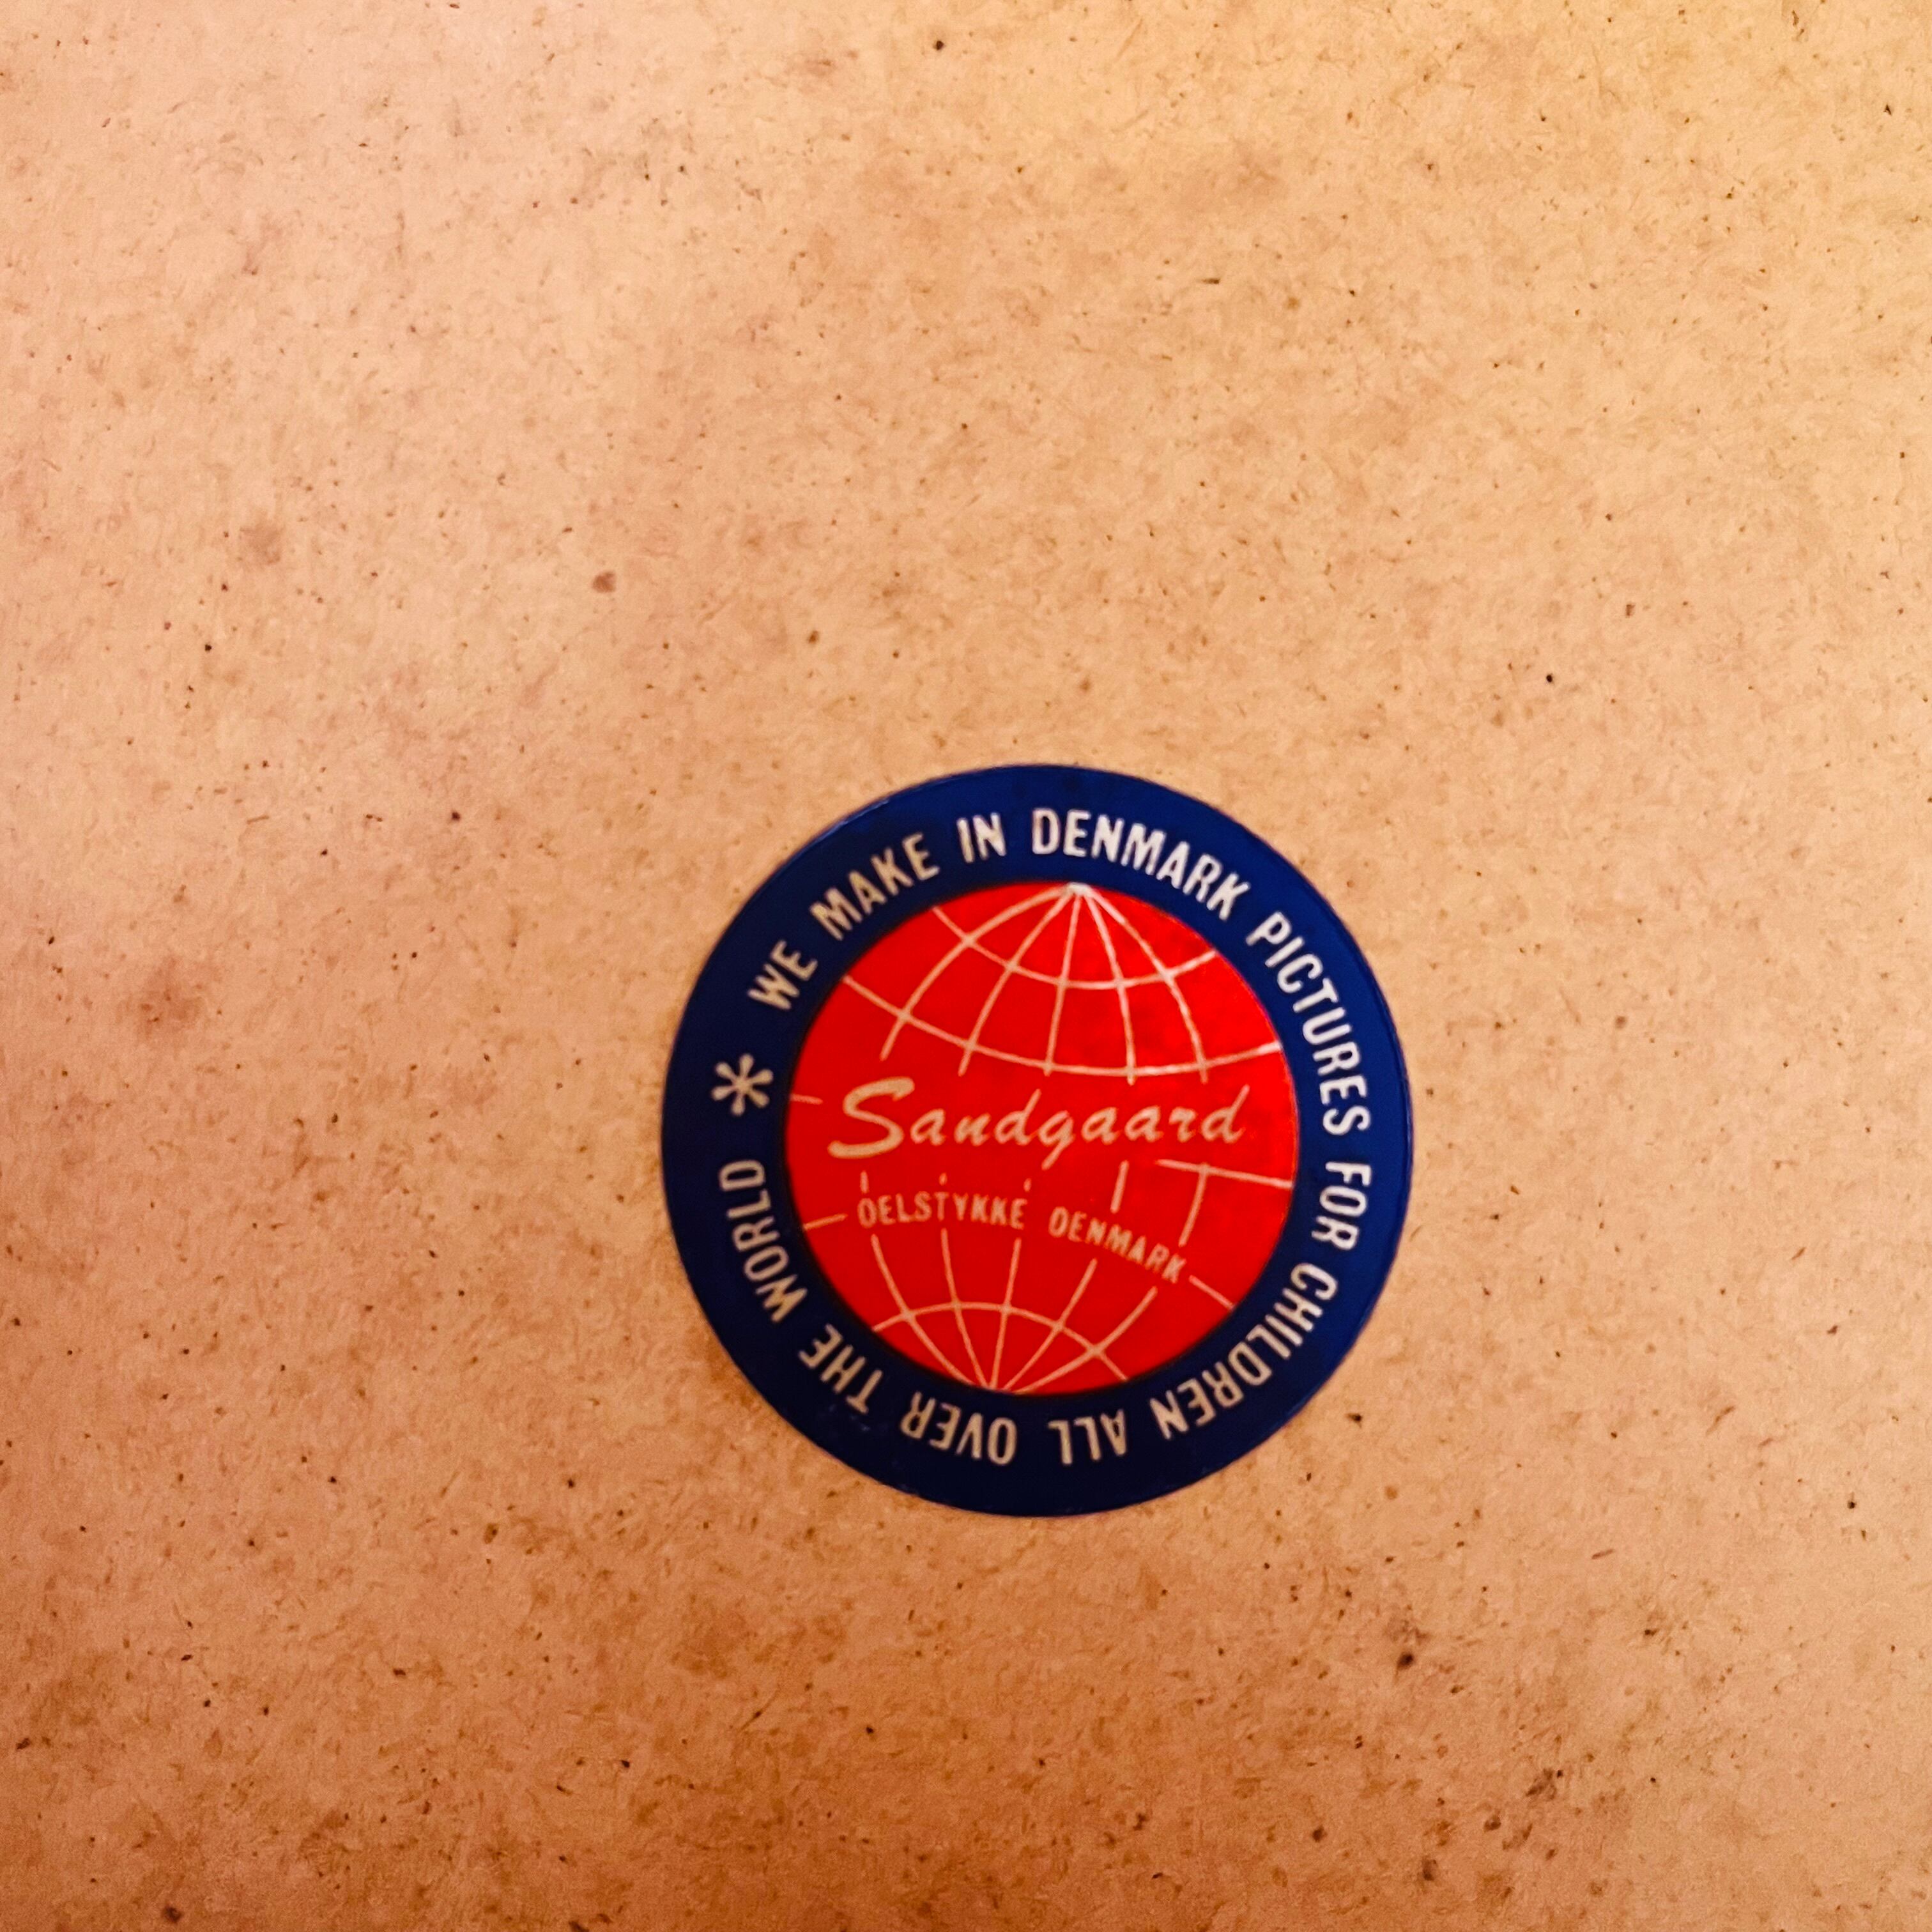 WE MAKE IN DENMARK PICTURES FOR CHILDREN ALL OVER THE WORLD *
Sandgaard
OELSTYKKE DENMARK